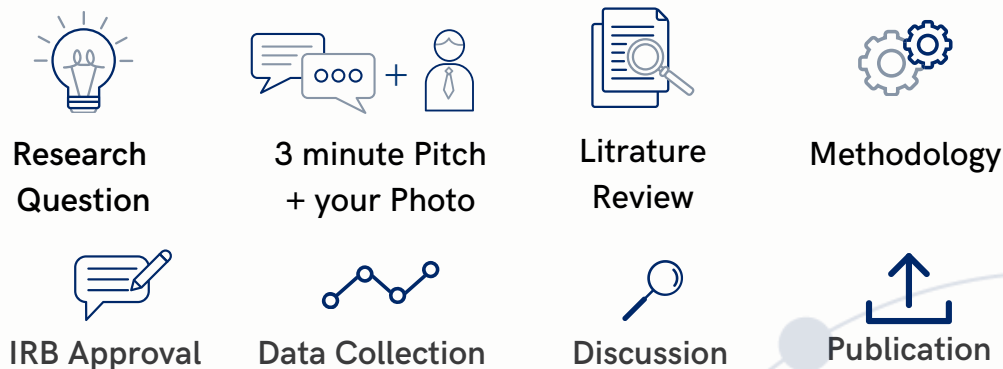 Research
Question
3 minute Pitch
+ your Photo
Litrature
Review
Methodology
IRB Approval
Data Collection
Discussion
Publication